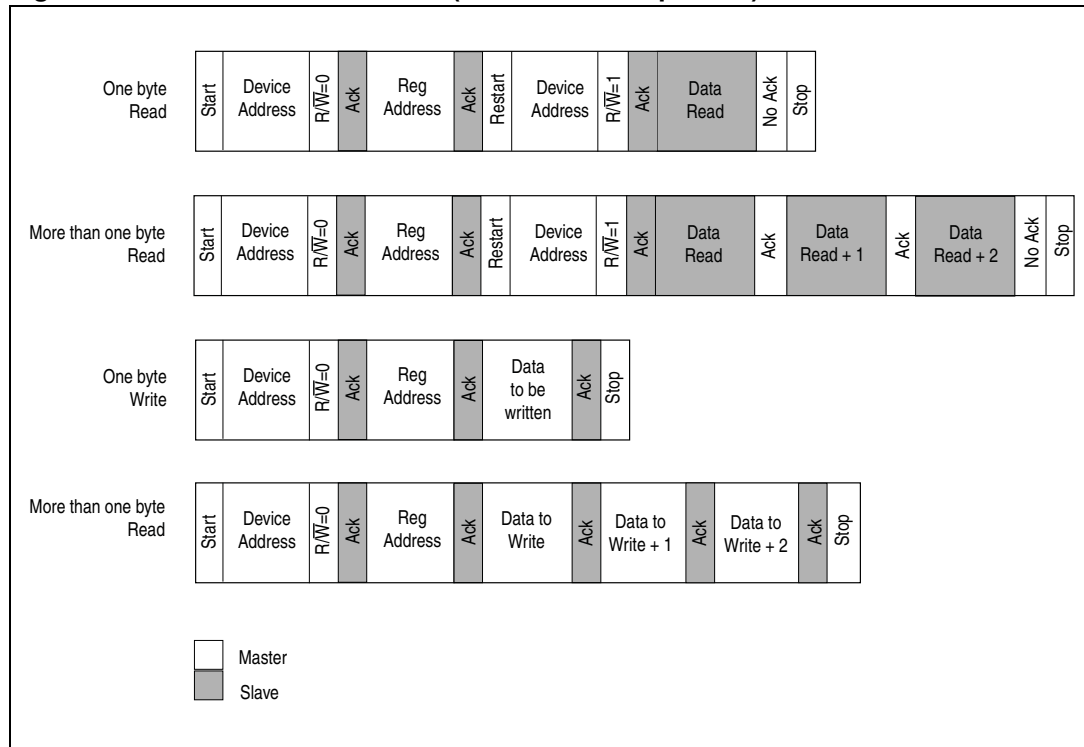 One byte
Read
Start
Device
Address
R/W̅=0
Ack
Reg
Address
Ack
Restart
Device
Address
R/W̅=1
Ack
Data
Read
No Ack
Stop
More than one byte
Read
Start
Device
Address
R/W̅=0
Ack
Reg
Address
Ack
Restart
Device
Address
R/W̅=1
Ack
Data
Read
Ack
Data
Read + 1
Ack
Data
Read + 2
No Ack
Stop
One byte
Write
Start
Device
Address
R/W̅=0
Ack
Reg
Address
Ack
Data
to be
written
Ack
Stop
More than one byte
Read
Start
Device
Address
R/W̅=0
Ack
Reg
Address
Ack
Data to
Write
Ack
Data to
Write + 1
Ack
Data to
Write + 2
Ack
Stop
Master
Slave